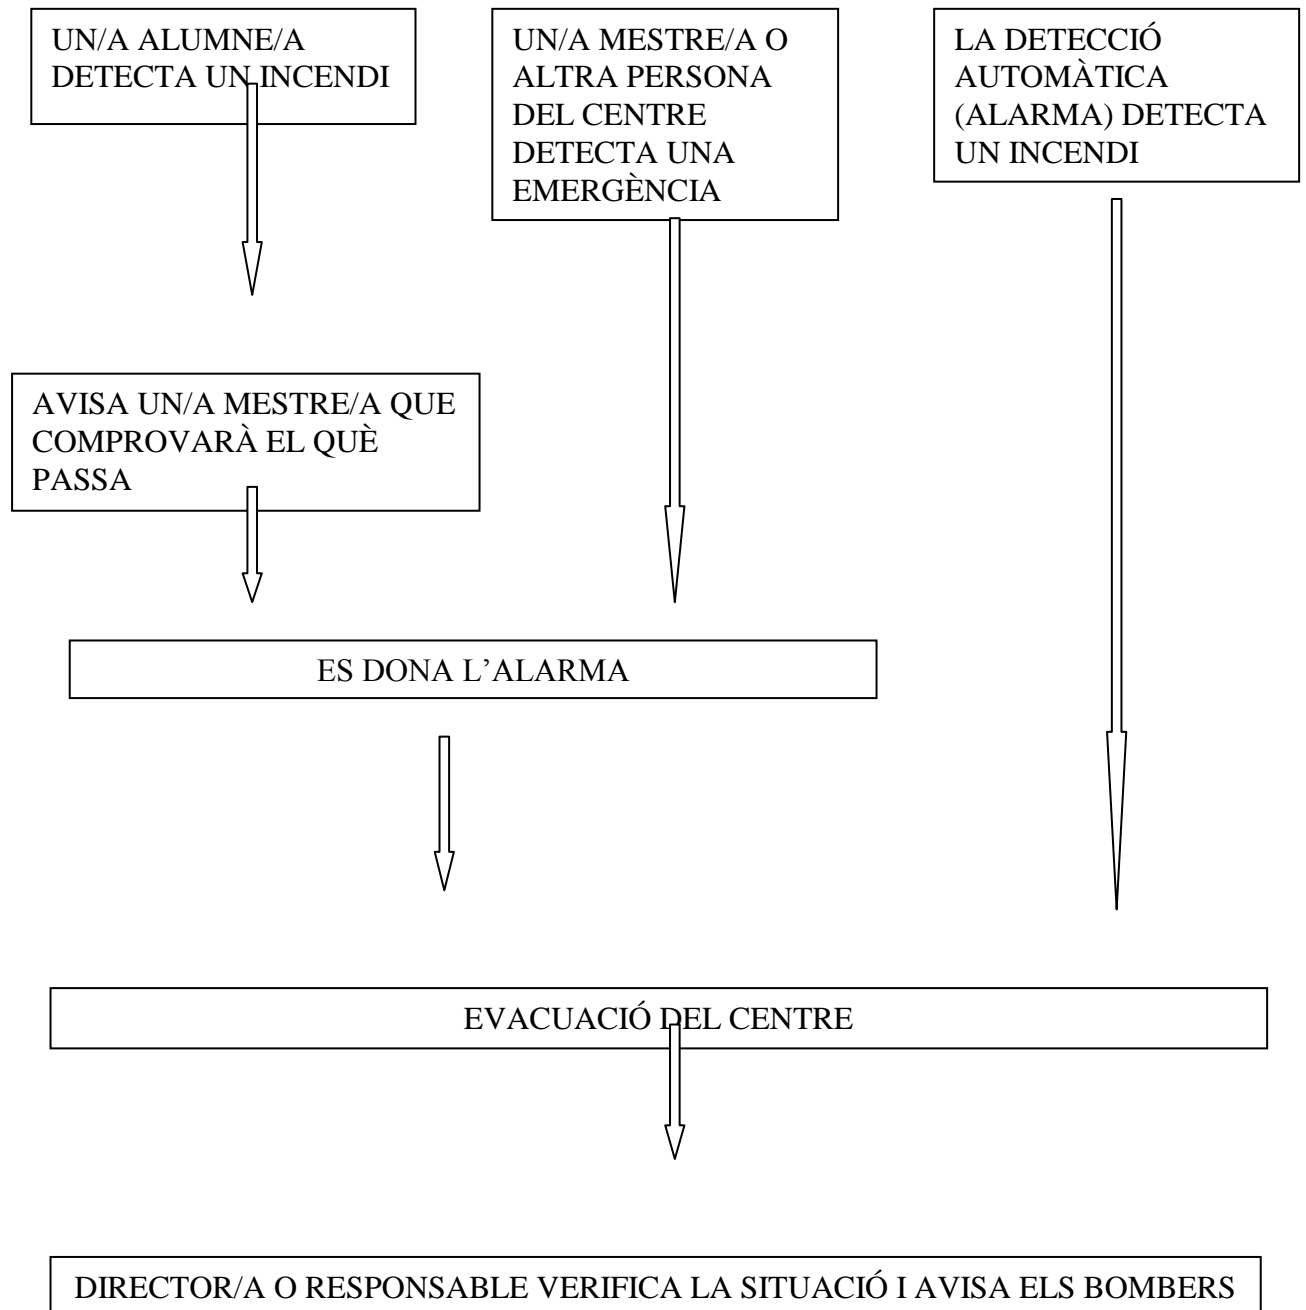 UN/A ALUMNE/A
DETECTA UN INCENDI
UN/A MESTRE/A O
ALTRA PERSONA
DEL CENTRE
DETECTA UNA
EMERGÈNCIA
LA DETECCIÓ
AUTOMÀTICA
(ALARMA) DETECTA
UN INCENDI
AVISA UN/A MESTRE/A QUE
COMPROVARÀ EL QUÈ
PASSA
ES DONA L’ALARMA
EVACUACIÓ DEL CENTRE
DIRECTOR/A O RESPONSABLE VERIFICA LA SITUACIÓ I AVISA ELS BOMBERS